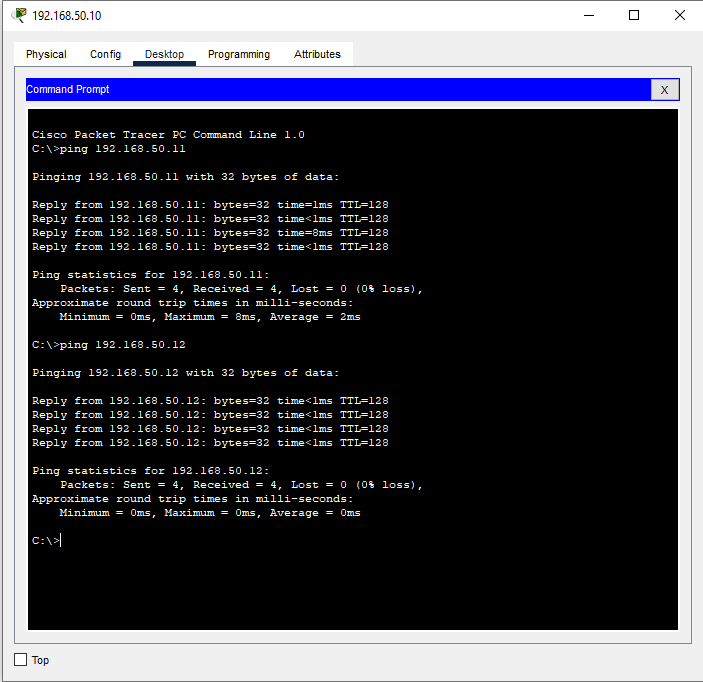 192.168.50.10
Physical Config Desktop Programming Attributes
Command Prompt X
Cisco Packet Tracer PC Command Line 1.0
C:\>ping 192.168.50.11
Pinging 192.168.50.11 with 32 bytes of data:
Reply from 192.168.50.11: bytes=32 time=1ms TTL=128
Reply from 192.168.50.11: bytes=32 time<1ms TTL=128
Reply from 192.168.50.11: bytes=32 time=8ms TTL=128
Reply from 192.168.50.11: bytes=32 time<1ms TTL=128
Ping statistics for 192.168.50.11:
Packets: Sent = 4, Received = 4, Lost = 0 (0% loss),
Approximate round trip times in milli-seconds:
Minimum = 0ms, Maximum = 8ms, Average = 2ms
C:\>ping 192.168.50.12
Pinging 192.168.50.12 with 32 bytes of data:
Reply from 192.168.50.12: bytes=32 time<1ms TTL=128
Reply from 192.168.50.12: bytes=32 time<1ms TTL=128
Reply from 192.168.50.12: bytes=32 time<1ms TTL=128
Reply from 192.168.50.12: bytes=32 time<1ms TTL=128
Ping statistics for 192.168.50.12:
Packets: Sent = 4, Received = 4, Lost = 0 (0% loss),
Approximate round trip times in milli-seconds:
Minimum = 0ms, Maximum = 0ms, Average = 0ms
C:\>
Top